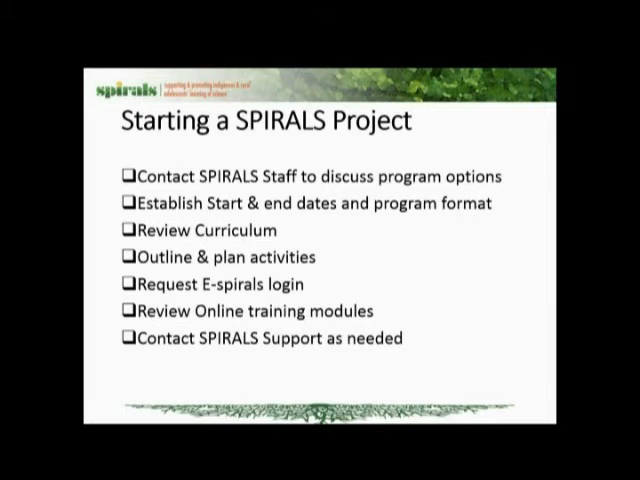 spirals
supporting & promoting indigenous & rural
adolescents' learning of science
Starting a SPIRALS Project
❑Contact SPIRALS Staff to discuss program options
❑Establish Start & end dates and program format
❑Review Curriculum
❑Outline & plan activities
❑Request E-spirals login
❑Review Online training modules
❑Contact SPIRALS Support as needed